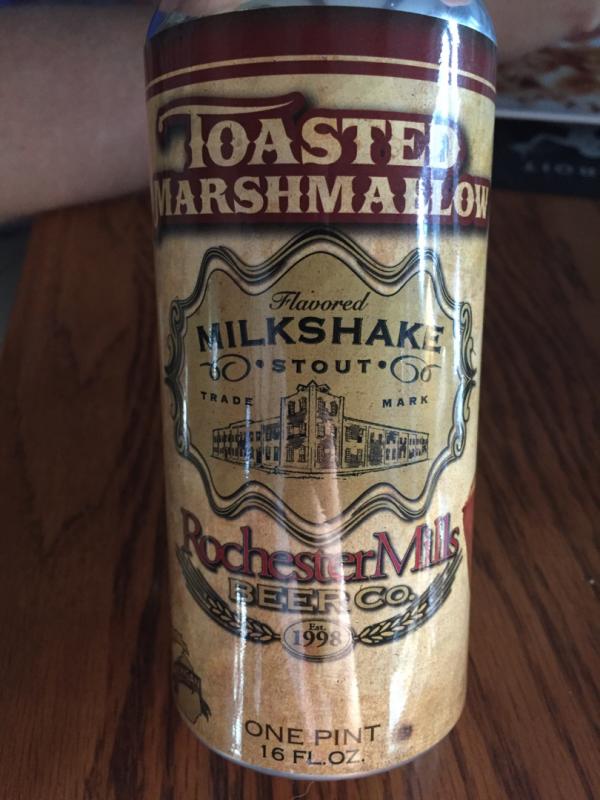 TOASTED
MARSHMALLOW
Flavored
MILKSHAKE
•STOUT•
TRADE MARK
RochesterMills
BEER CO.
Est.
1998
ONE PINT
16 FL.OZ.